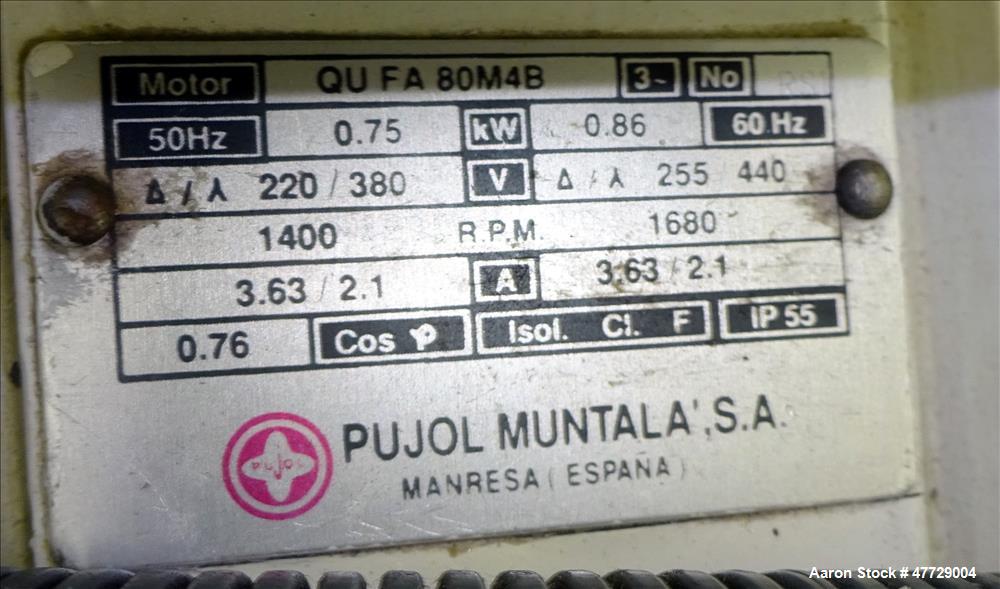 Motor QU FA 80M4B 3~ No
50Hz 0.75 kW 0.86 60 Hz
Δ / λ 220 / 380 V Δ / λ 255 / 440
1400 R.P.M. 1680
3.63 / 2.1 A 3.63 / 2.1
0.76 Cos φ Isol. Cl. F IP 55
PUJOL
PUJOL MUNTALA', S.A.
MANRESA (ESPAÑA)
Aaron Stock # 47729004